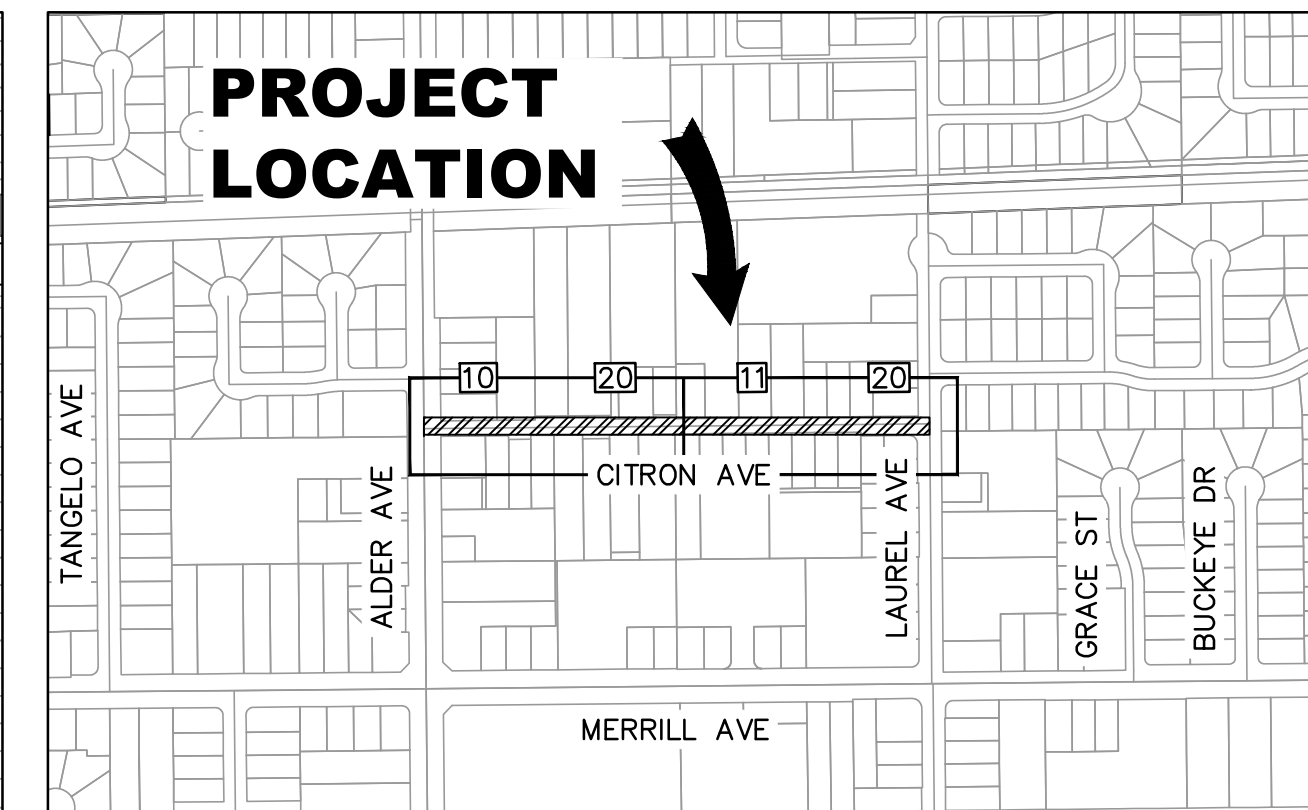 PROJECT
LOCATION
10 20 11 20
CITRON AVE
TANGELO AVE
ALDER AVE
LAUREL AVE
GRACE ST
BUCKEYE DR
MERRILL AVE